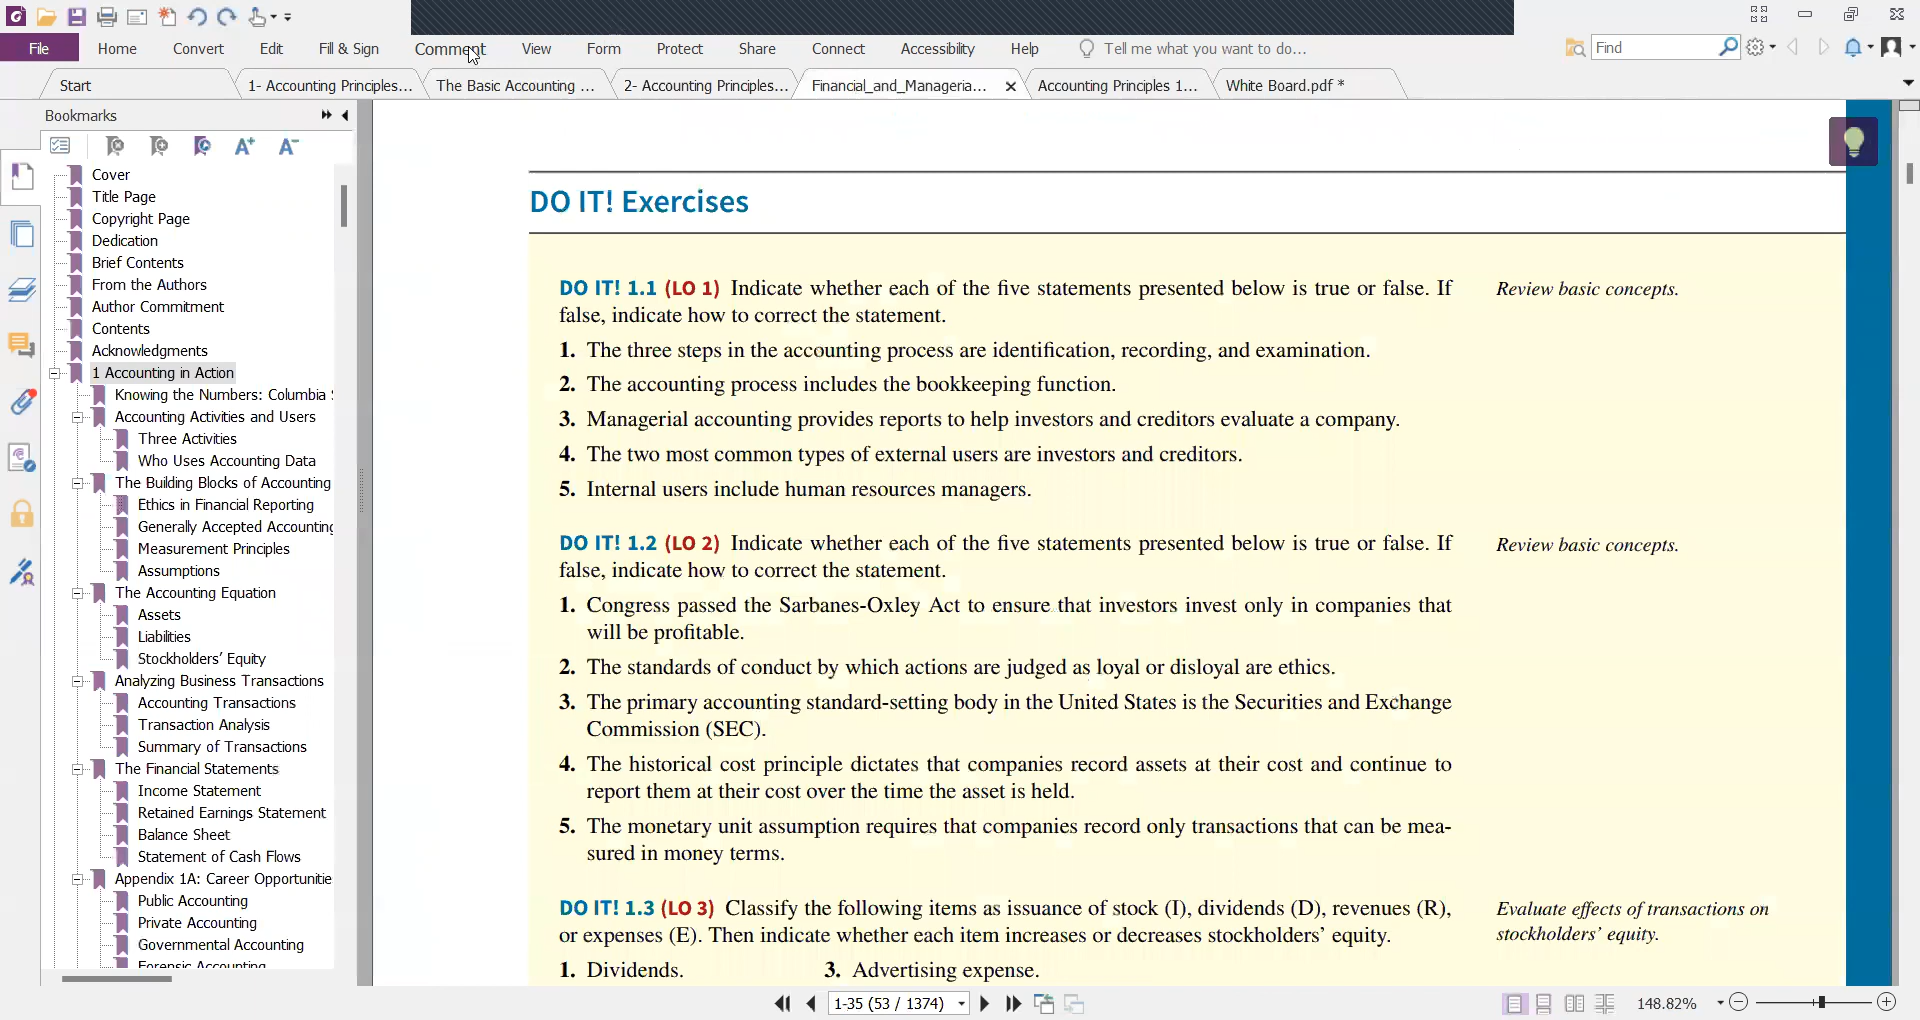 File Home Convert Edit Fill & Sign Comment View Form Protect Share Connect Accessibility Help Tell me what you want to do... Find
Start 1- Accounting Principles... The Basic Accounting ... 2- Accounting Principles... Financial_and_Manageria... Accounting Principles 1... White Board.pdf *
Bookmarks
A+ A-
Cover
Title Page
Copyright Page
Dedication
Brief Contents
From the Authors
Author Commitment
Contents
Acknowledgments
1 Accounting in Action
Knowing the Numbers: Columbia
Accounting Activities and Users
Three Activities
Who Uses Accounting Data
The Building Blocks of Accounting
Ethics in Financial Reporting
Generally Accepted Accounting
Measurement Principles
Assumptions
The Accounting Equation
Assets
Liabilities
Stockholders’ Equity
Analyzing Business Transactions
Accounting Transactions
Transaction Analysis
Summary of Transactions
The Financial Statements
Income Statement
Retained Earnings Statement
Balance Sheet
Statement of Cash Flows
Appendix 1A: Career Opportunitie
Public Accounting
Private Accounting
Governmental Accounting
Forensic Accounting
DO IT! Exercises
DO IT! 1.1 (LO 1) Indicate whether each of the five statements presented below is true or false. If
false, indicate how to correct the statement.
Review basic concepts.
1. The three steps in the accounting process are identification, recording, and examination.
2. The accounting process includes the bookkeeping function.
3. Managerial accounting provides reports to help investors and creditors evaluate a company.
4. The two most common types of external users are investors and creditors.
5. Internal users include human resources managers.
DO IT! 1.2 (LO 2) Indicate whether each of the five statements presented below is true or false. If
false, indicate how to correct the statement.
Review basic concepts.
1. Congress passed the Sarbanes-Oxley Act to ensure that investors invest only in companies that
will be profitable.
2. The standards of conduct by which actions are judged as loyal or disloyal are ethics.
3. The primary accounting standard-setting body in the United States is the Securities and Exchange
Commission (SEC).
4. The historical cost principle dictates that companies record assets at their cost and continue to
report them at their cost over the time the asset is held.
5. The monetary unit assumption requires that companies record only transactions that can be mea-
sured in money terms.
DO IT! 1.3 (LO 3) Classify the following items as issuance of stock (I), dividends (D), revenues (R),
or expenses (E). Then indicate whether each item increases or decreases stockholders’ equity.
Evaluate effects of transactions on
stockholders’ equity.
1. Dividends. 3. Advertising expense.
1-35 (53 / 1374) 148.82%